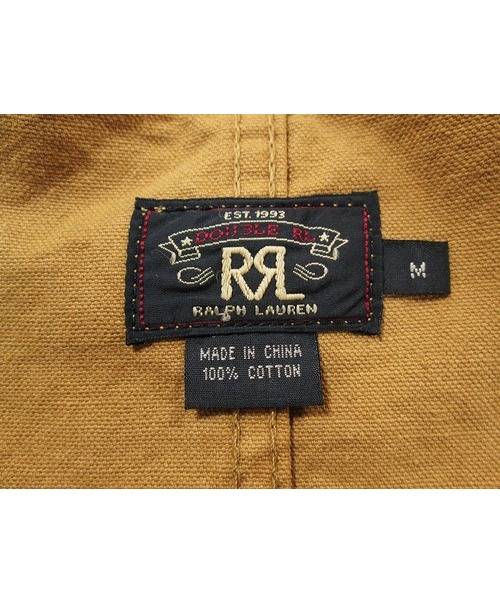 EST. 1993
DOUBLE RL
RRL
RALPH LAUREN
M
MADE IN CHINA
100% COTTON